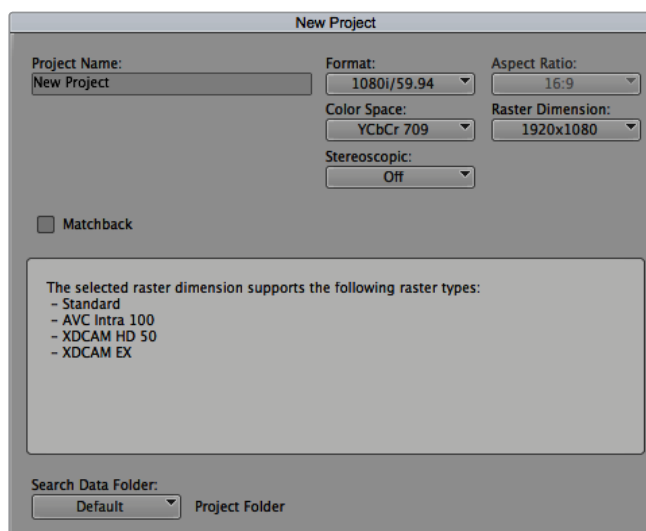 New Project
Project Name:
New Project
Format:
1080i/59.94
Aspect Ratio:
16:9
Color Space:
YCbCr 709
Raster Dimension:
1920x1080
Stereoscopic:
Off
Matchback
The selected raster dimension supports the following raster types:
– Standard
– AVC Intra 100
– XDCAM HD 50
– XDCAM EX
Search Data Folder:
Default
Project Folder